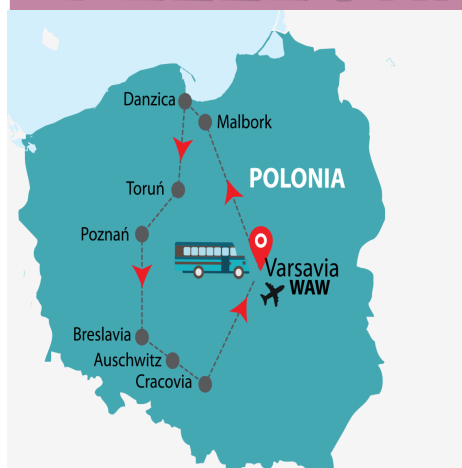 Danzica
Malbork
POLONIA
Toruń
Poznań
Varsavia
WAW
Breslavia
Auschwitz
Cracovia